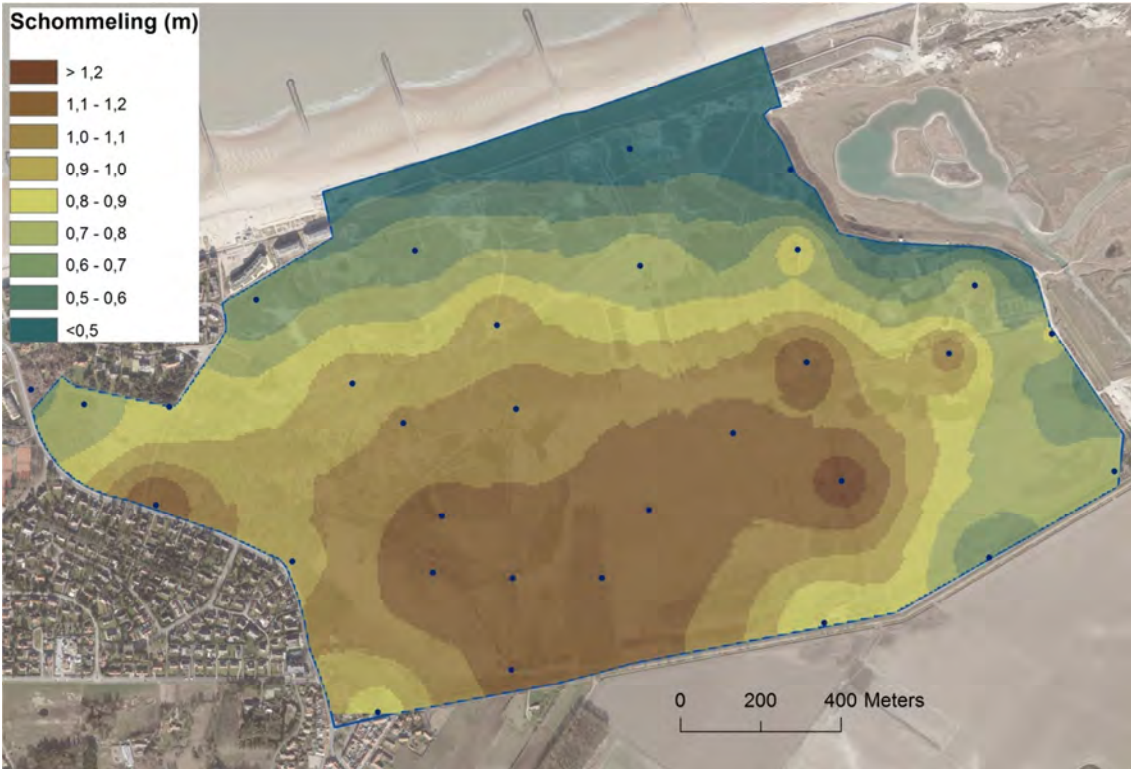 Schommeling (m)
> 1,2
1,1 - 1,2
1,0 - 1,1
0,9 - 1,0
0,8 - 0,9
0,7 - 0,8
0,6 - 0,7
0,5 - 0,6
<0,5
0 200 400 Meters